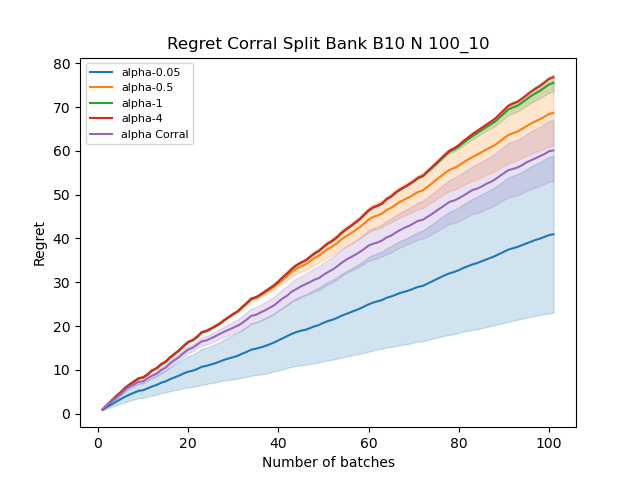 Regret Corral Split Bank B10 N 100_10
Regret
80
70
60
50
40
30
20
10
0
alpha-0.05
alpha-0.5
alpha-1
alpha-4
alpha Corral
0 20 40 60 80 100
Number of batches